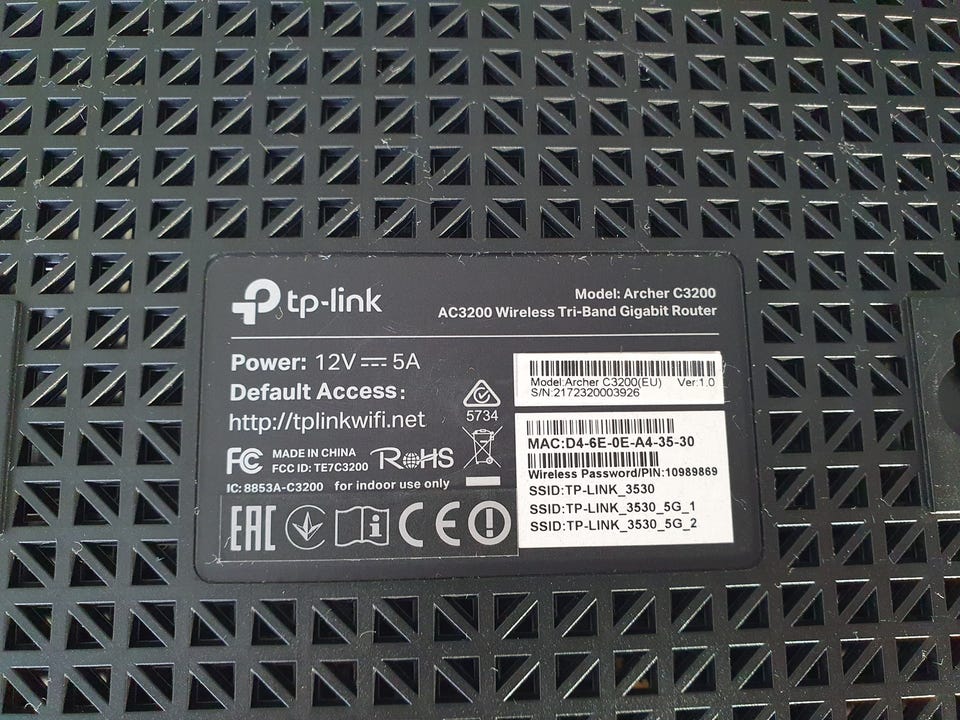 tp-link
Model: Archer C3200
AC3200 Wireless Tri-Band Gigabit Router
Power: 12V⎓5A
Default Access:
http://tplinkwifi.net
5734
Model:Archer C3200(EU) Ver:1.0
S/N:2172320003926
FC MADE IN CHINA
FCC ID: TE7C3200
RoHS
IC: 8853A-C3200 for indoor use only
EAC
CE
MAC:D4-6E-0E-A4-35-30
Wireless Password/PIN:10989869
SSID:TP-LINK_3530
SSID:TP-LINK_3530_5G_1
SSID:TP-LINK_3530_5G_2